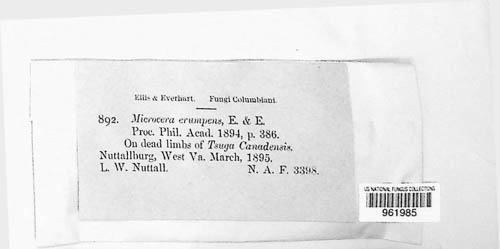 Ellis & Everhart. Fungi Columbiani.
892. Microcera erumpens, E. & E.
Proc. Phil. Acad. 1894, p. 386.
On dead limbs of Tsuga Canadensis.
Nuttallburg, West Va. March, 1895.
L. W. Nuttall. N. A. F. 3398.
US NATIONAL FUNGUS COLLECTIONS
961985